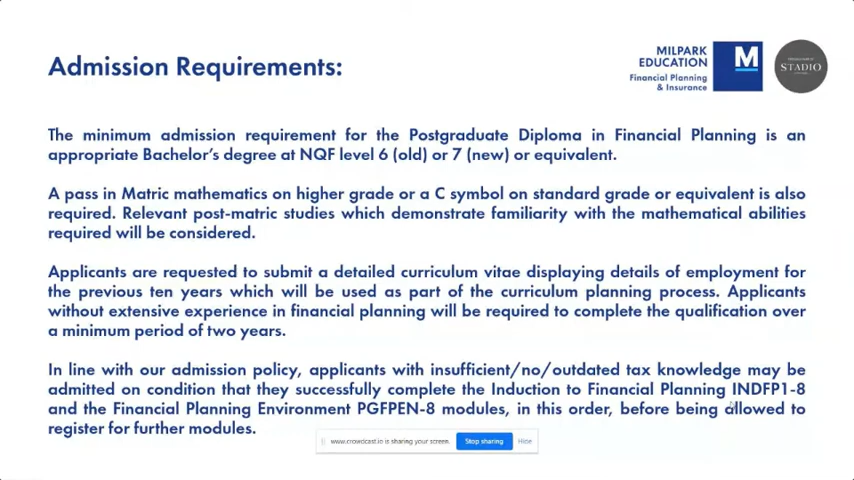 Admission Requirements:
MILPARK
EDUCATION
Financial Planning
& Insurance
M
STADIO
The minimum admission requirement for the Postgraduate Diploma in Financial Planning is an
appropriate Bachelor's degree at NQF level 6 (old) or 7 (new) or equivalent.
A pass in Matric mathematics on higher grade or a C symbol on standard grade or equivalent is also
required. Relevant post-matric studies which demonstrate familiarity with the mathematical abilities
required will be considered.
Applicants are requested to submit a detailed curriculum vitae displaying details of employment for
the previous ten years which will be used as part of the curriculum planning process. Applicants
without extensive experience in financial planning will be required to complete the qualification over
a minimum period of two years.
In line with our admission policy, applicants with insufficient/no/outdated tax knowledge may be
admitted on condition that they successfully complete the Induction to Financial Planning INDFP1-8
and the Financial Planning Environment PGFPEN-8 modules, in this order, before being allowed to
register for further modules.
www.crowdcast.io is sharing your screen. Stop sharing Hide